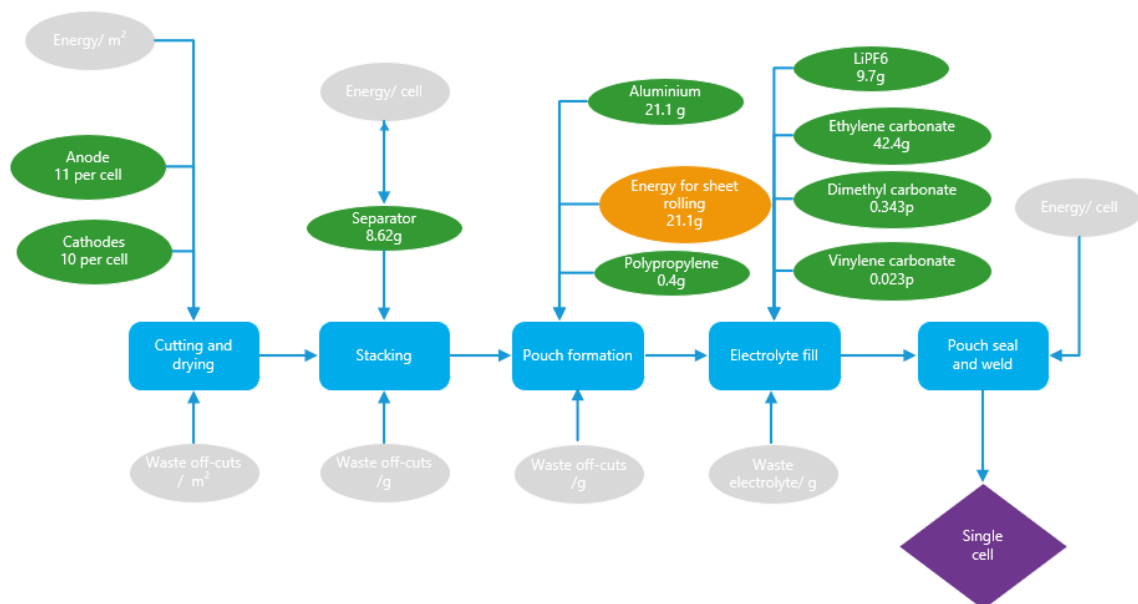 Energy/ m²
Anode
11 per cell
Cathodes
10 per cell
Energy/ cell
Separator
8.62g
Aluminium
21.1 g
Energy for sheet
rolling
21.1g
Polypropylene
0.4g
LiPF6
9.7g
Ethylene carbonate
42.4g
Dimethyl carbonate
0.343p
Vinylene carbonate
0.023p
Energy/ cell
Cutting and
drying
Stacking
Pouch formation
Electrolyte fill
Pouch seal
and weld
Waste off-cuts
/ m²
Waste off-cuts
/g
Waste off-cuts
/g
Waste
electrolyte/ g
Single
cell